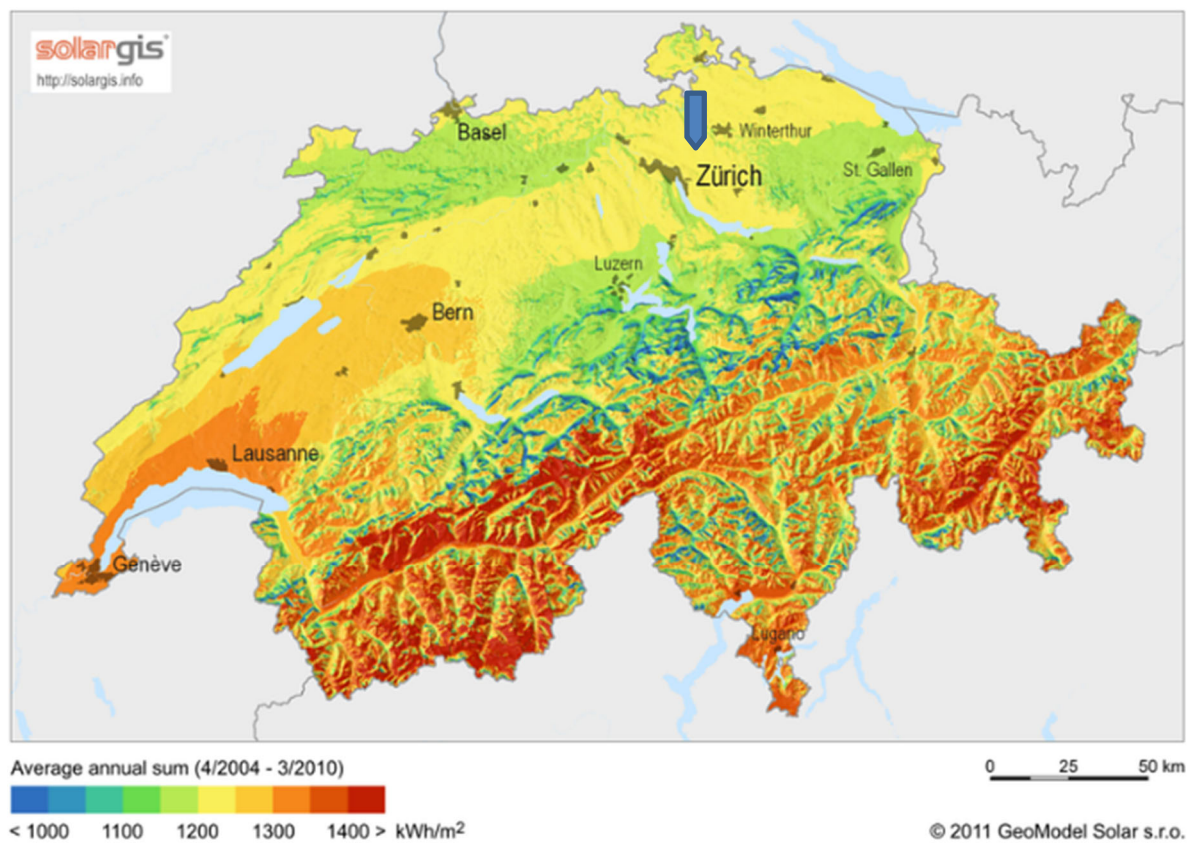 solargis
http://solargis.info
Basel
Winterthur
Zürich
St. Gallen
Luzern
Bern
Lausanne
Genève
Lugano
Average annual sum (4/2004 - 3/2010)
< 1000 1100 1200 1300 1400 > kWh/m²
0 25 50 km
© 2011 GeoModel Solar s.r.o.